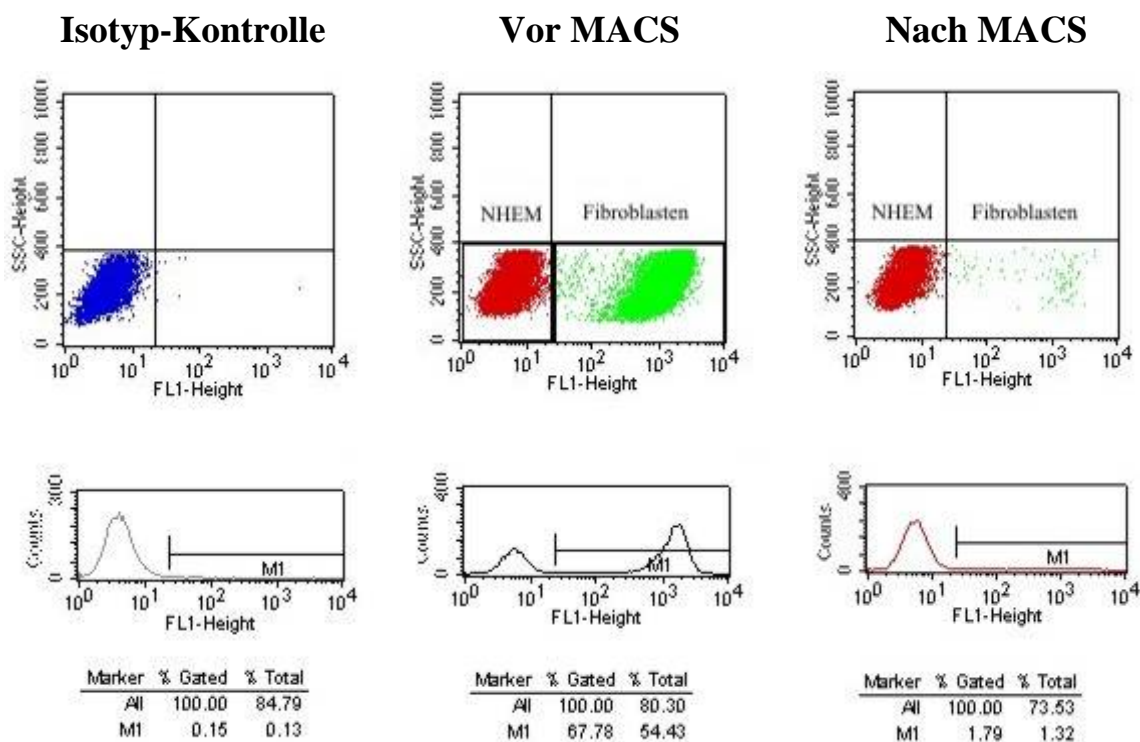 Isotyp-Kontrolle
Vor MACS
Nach MACS
SSC-Height
0 200 400 600 800 1000
10^0 10^1 10^2 10^3 10^4
FL1-Height
SSC-Height
0 200 400 600 800 1000
NHEM Fibroblasten
10^0 10^1 10^2 10^3 10^4
FL1-Height
SSC-Height
0 200 400 600 800 1000
NHEM Fibroblasten
10^0 10^1 10^2 10^3 10^4
FL1-Height
Counts
0 300
M1
10^0 10^1 10^2 10^3 10^4
FL1-Height
Counts
0 400
M1
10^0 10^1 10^2 10^3 10^4
FL1-Height
Counts
0 400
M1
10^0 10^1 10^2 10^3 10^4
FL1-Height
Marker % Gated % Total
All 100.00 84.79
M1 0.15 0.13
Marker % Gated % Total
All 100.00 80.30
M1 67.78 54.43
Marker % Gated % Total
All 100.00 73.53
M1 1.79 1.32